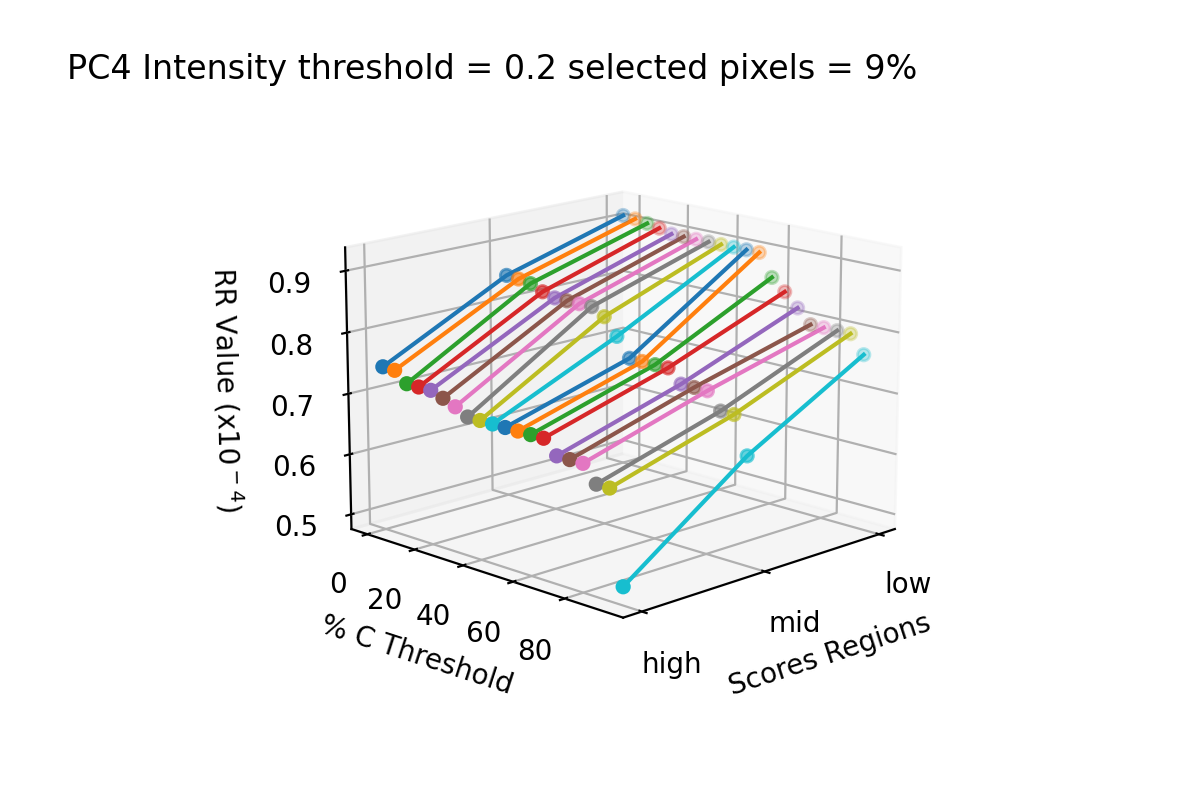 PC4 Intensity threshold = 0.2 selected pixels = 9%
RR Value (x10⁻⁴)
0.9
0.8
0.7
0.6
0.5
0
20
40
60
80
% C Threshold
high
mid
low
Scores Regions